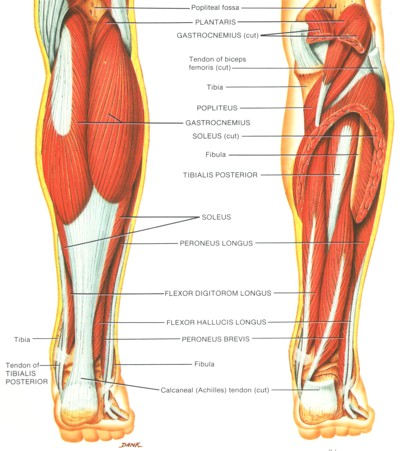 Popliteal fossa
PLANTARIS
GASTROCNEMIUS (cut)
Tendon of biceps
femoris (cut)
Tibia
POPLITEUS
GASTROCNEMIUS
SOLEUS (cut)
Fibula
TIBIALIS POSTERIOR
SOLEUS
PERONEUS LONGUS
FLEXOR DIGITOROM LONGUS
FLEXOR HALLUCIS LONGUS
PERONEUS BREVIS
Tibia
Tendon of
TIBIALIS
POSTERIOR
Fibula
Calcaneal (Achilles) tendon (cut)
DANK